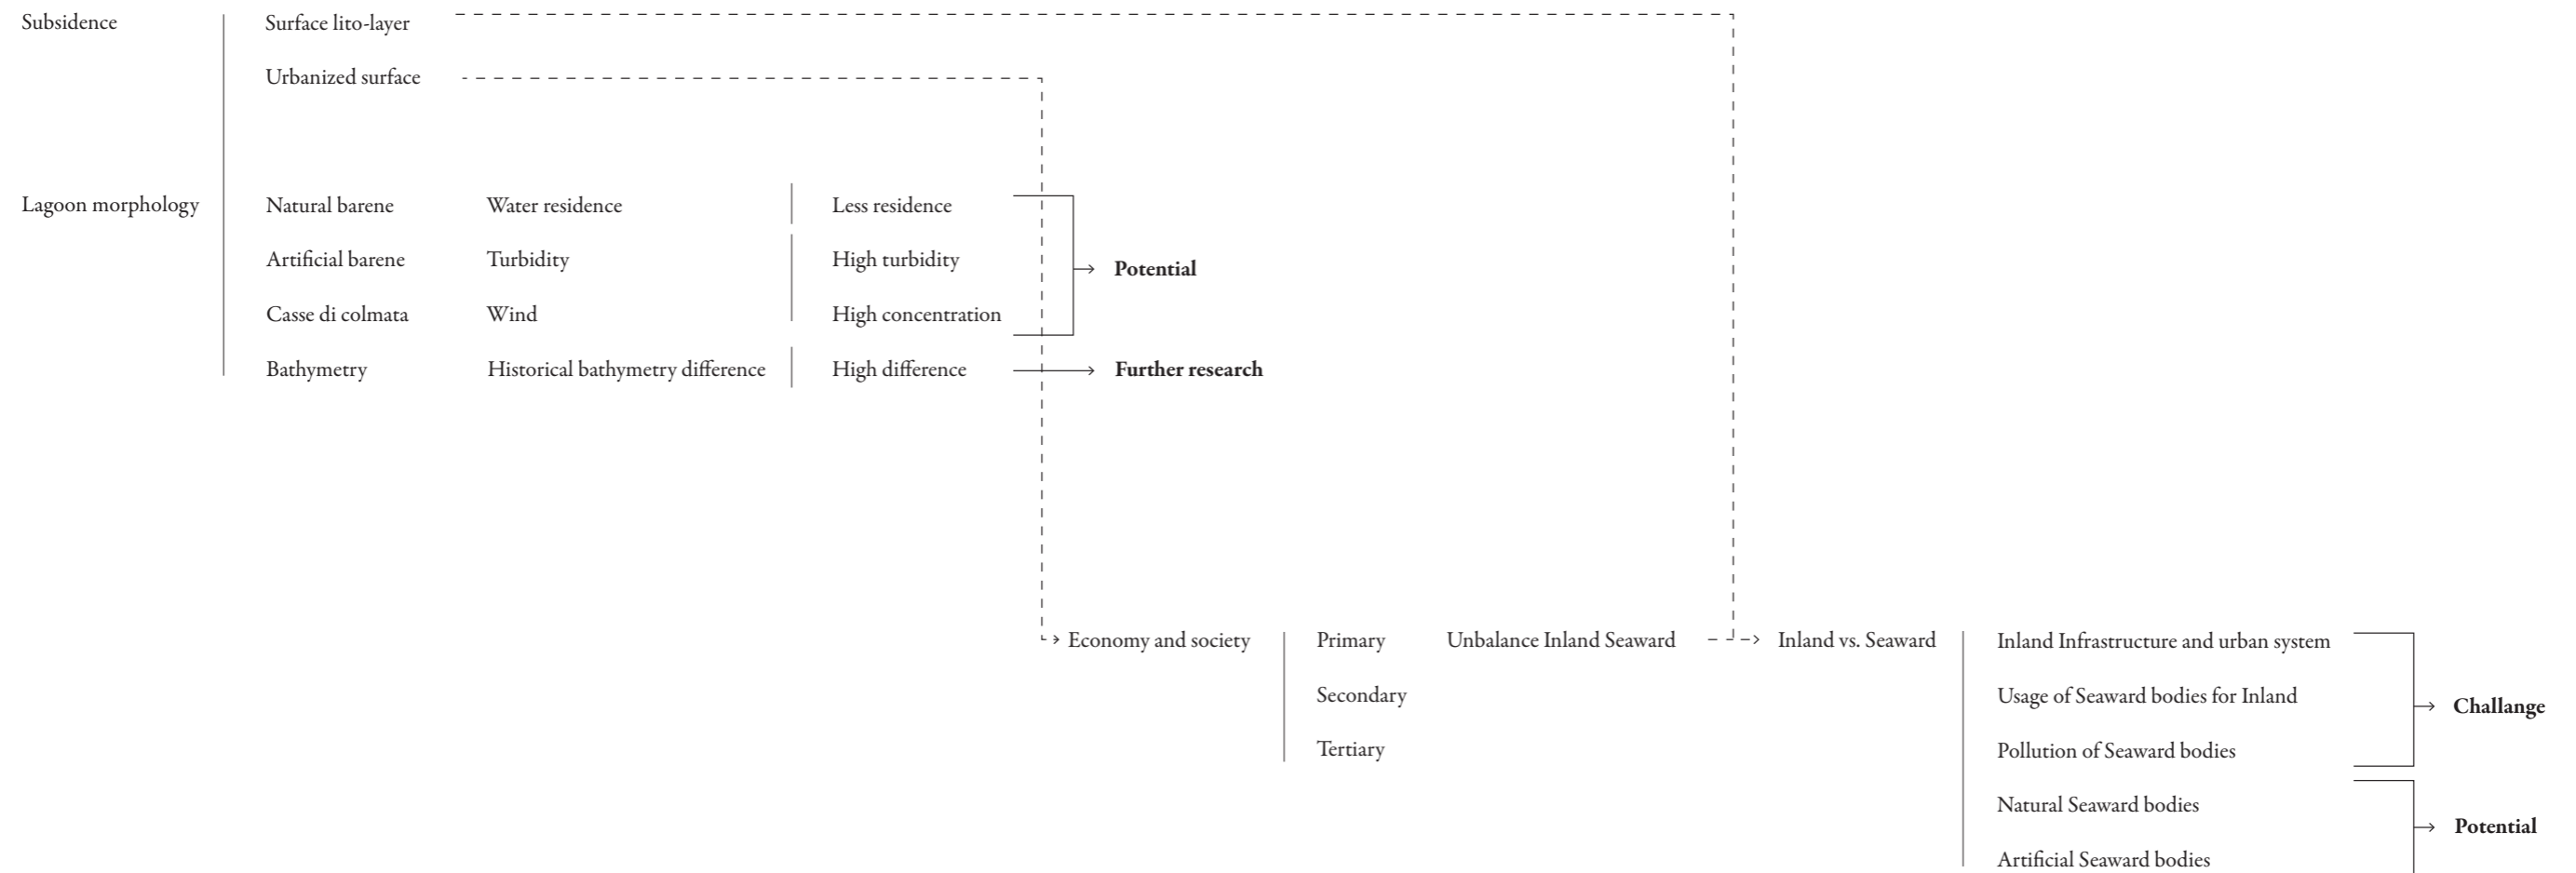 Subsidence
Surface lito-layer
Urbanized surface
Lagoon morphology
Natural barene
Water residence
Less residence
Artificial barene
Turbidity
High turbidity
Potential
Casse di colmata
Wind
High concentration
Bathymetry
Historical bathymetry difference
High difference
Further research
Economy and society
Primary
Unbalance Inland Seaward
Inland vs. Seaward
Inland Infrastructure and urban system
Secondary
Usage of Seaward bodies for Inland
Challange
Tertiary
Pollution of Seaward bodies
Natural Seaward bodies
Potential
Artificial Seaward bodies